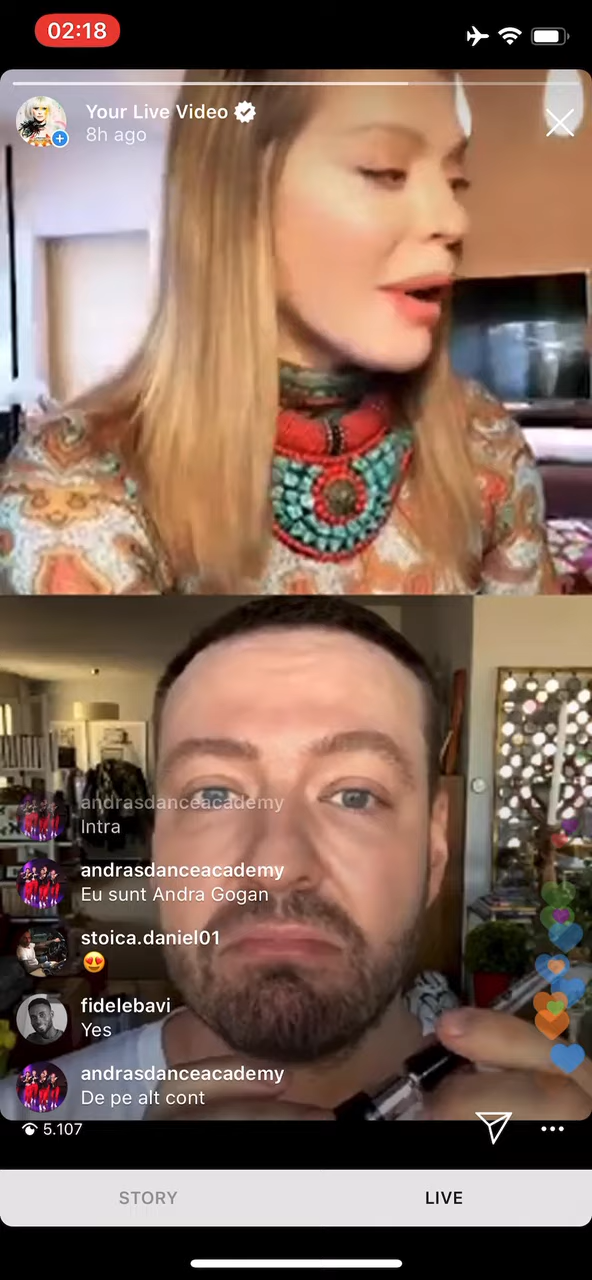 02:18
Your Live Video
8h ago
andrasdanceacademy
Intra
andrasdanceacademy
Eu sunt Andra Gogan
stoica.daniel01
😍
fidelebavi
Yes
andrasdanceacademy
De pe alt cont
5.107
STORY
LIVE